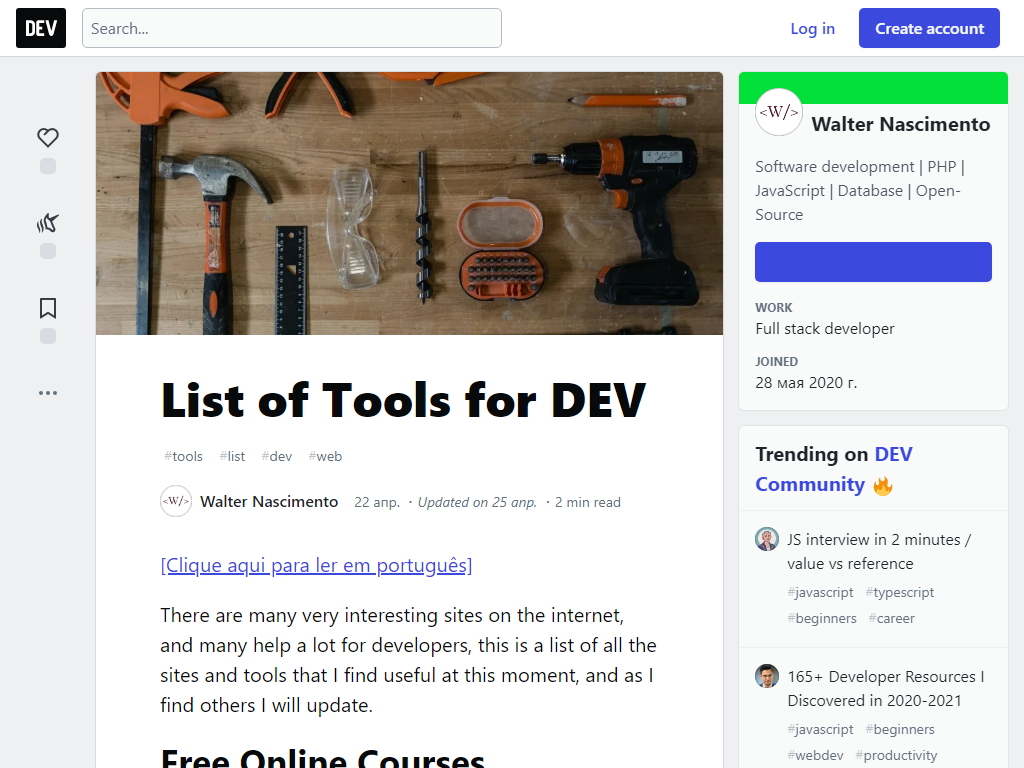 DEV
Search...
Log in
Create account
<W/>
Walter Nascimento
Software development | PHP |
JavaScript | Database | Open-
Source
WORK
Full stack developer
JOINED
28 мая 2020 г.
List of Tools for DEV
#tools #list #dev #web
<W/> Walter Nascimento 22 апр. · Updated on 25 апр. · 2 min read
[Clique aqui para ler em português]
There are many very interesting sites on the internet,
and many help a lot for developers, this is a list of all the
sites and tools that I find useful at this moment, and as I
find others I will update.
Free Online Courses
Trending on DEV
Community 🔥
JS interview in 2 minutes /
value vs reference
#javascript #typescript
#beginners #career
165+ Developer Resources I
Discovered in 2020-2021
#javascript #beginners
#webdev #productivity